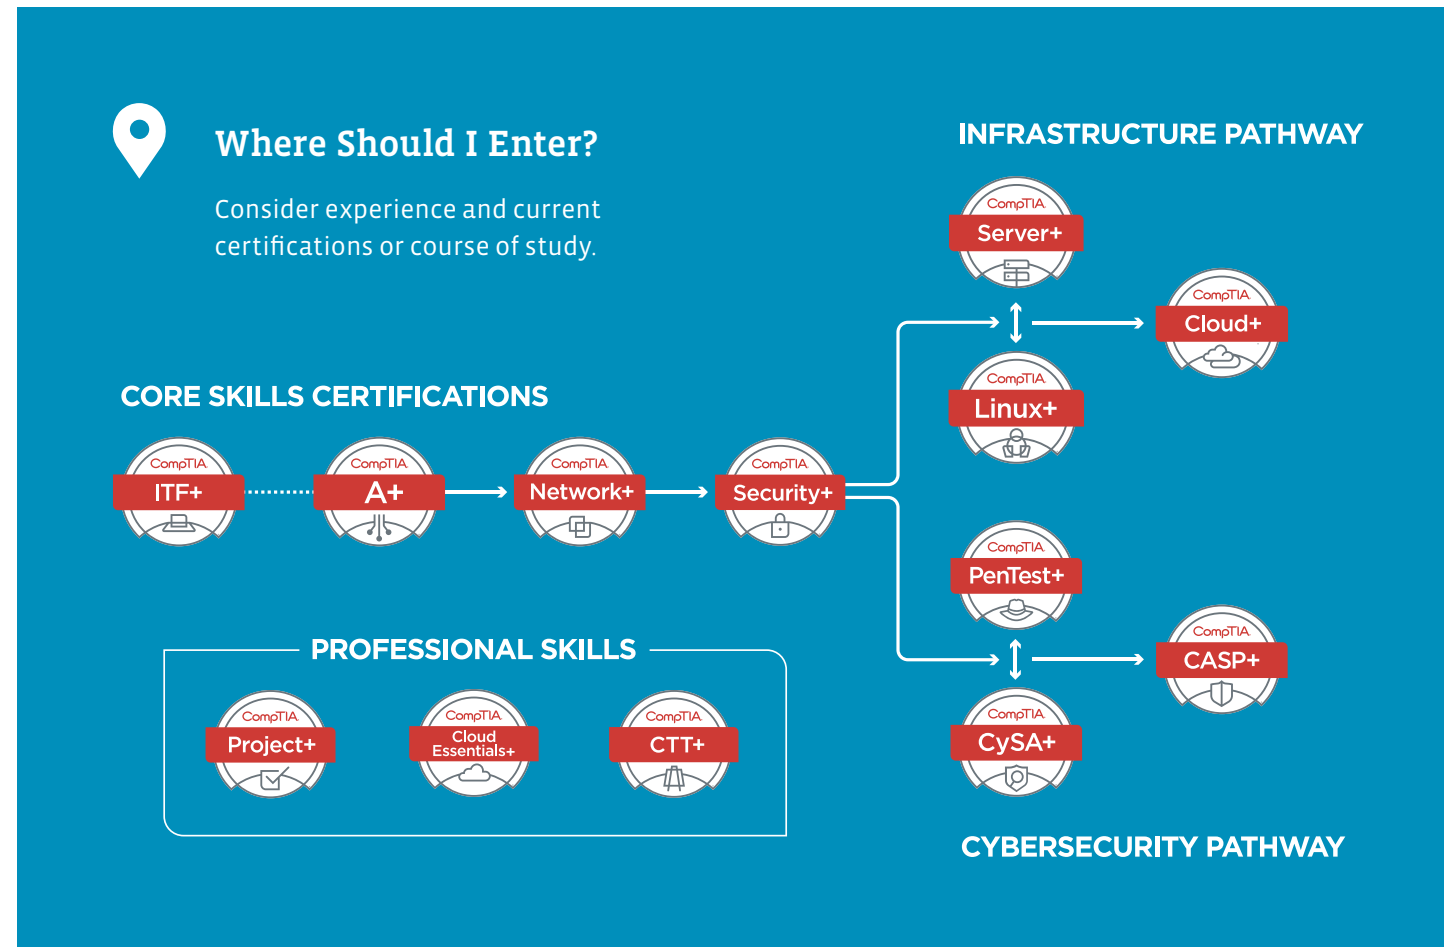 Where Should I Enter?
Consider experience and current
certifications or course of study.
CORE SKILLS CERTIFICATIONS
CompTIA
ITF+
CompTIA
A+
CompTIA
Network+
CompTIA
Security+
INFRASTRUCTURE PATHWAY
CompTIA
Server+
CompTIA
Cloud+
CompTIA
Linux+
CompTIA
PenTest+
CompTIA
CASP+
CompTIA
CySA+
CYBERSECURITY PATHWAY
PROFESSIONAL SKILLS
CompTIA
Project+
CompTIA
Cloud
Essentials+
CompTIA
CTT+